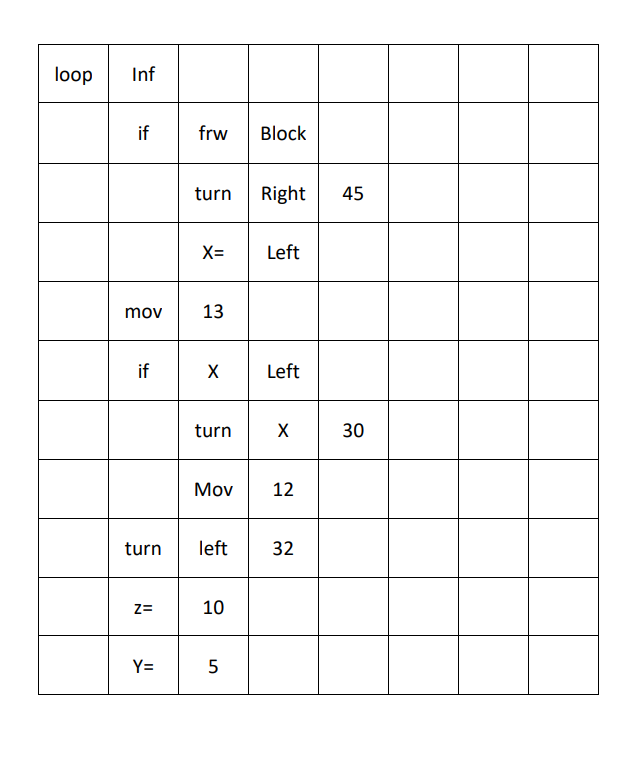 loop Inf
if frw Block
turn Right 45
X= Left
mov 13
if X Left
turn X 30
Mov 12
turn left 32
z= 10
Y= 5